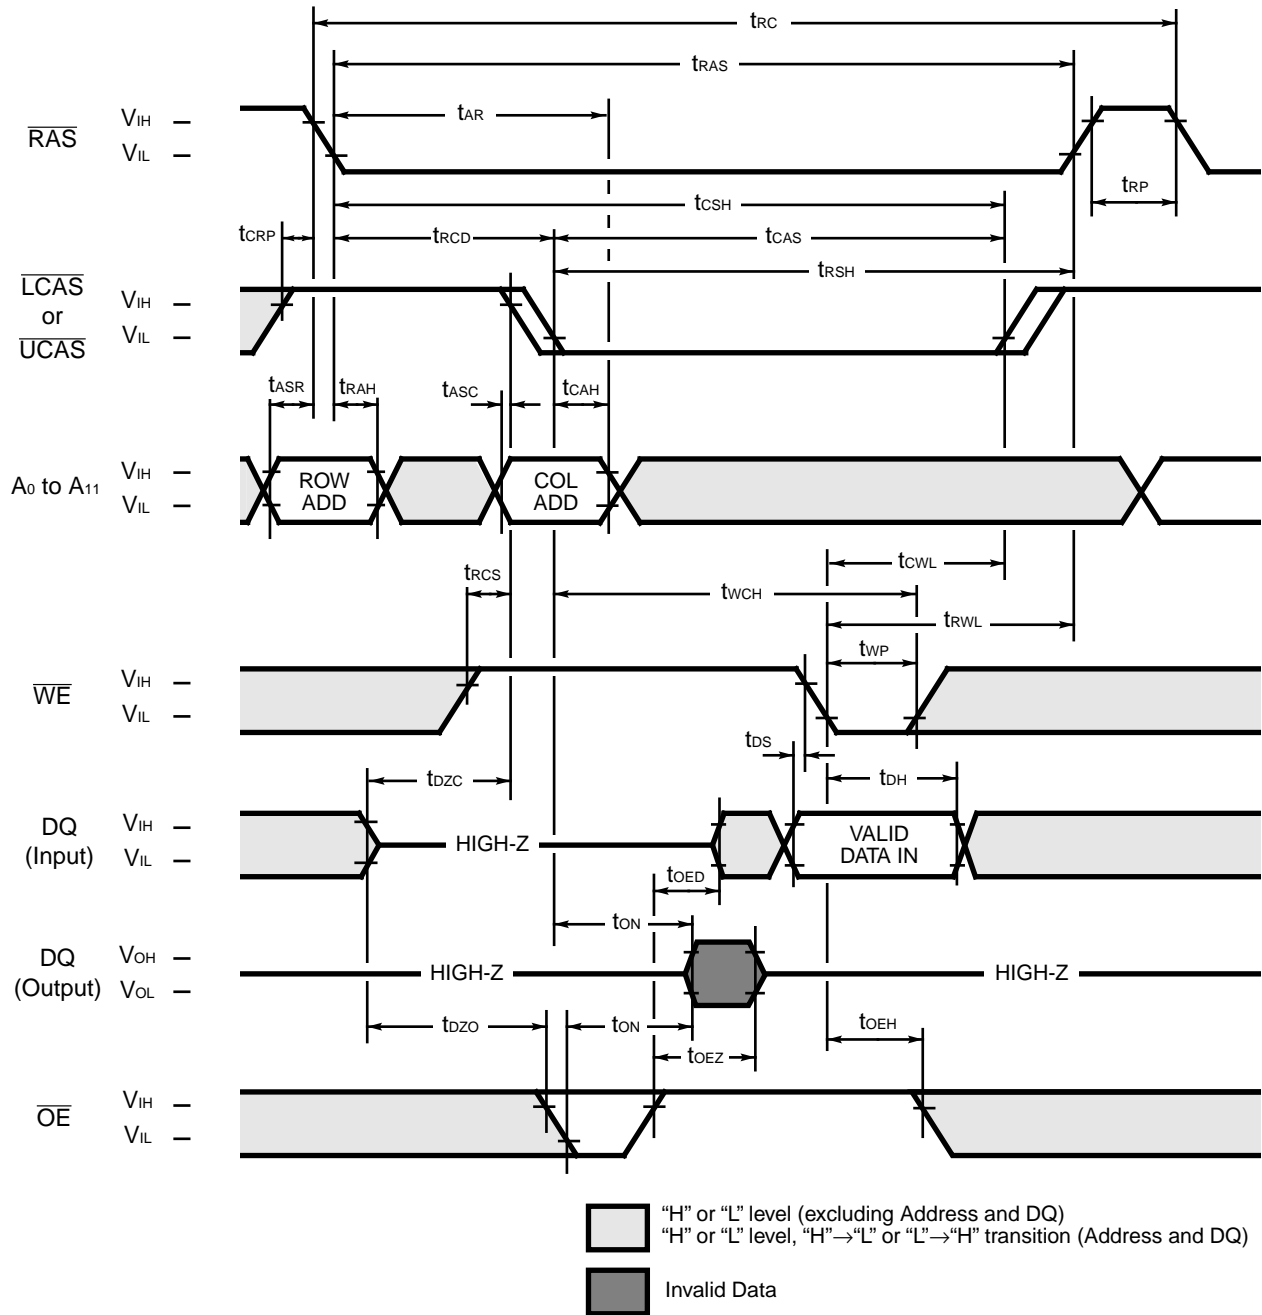 tRC
tRAS
tAR
RAS
VIH
VIL
tRP
tCSH
tCRP
tRCD
tCAS
tRSH
LCAS
or
UCAS
VIH
VIL
tASR
tRAH
tASC
tCAH
A0 to A11
VIH
VIL
ROW
ADD
COL
ADD
tCWL
tRCS
tWCH
tRWL
tWP
WE
VIH
VIL
tDS
tDZC
tDH
DQ
(Input)
VIH
VIL
HIGH-Z
VALID
DATA IN
tOED
tON
DQ
(Output)
VOH
VOL
HIGH-Z
HIGH-Z
tDZO
tON
tOEH
tOEZ
OE
VIH
VIL
“H” or “L” level (excluding Address and DQ)
“H” or “L” level, “H”→“L” or “L”→“H” transition (Address and DQ)
Invalid Data